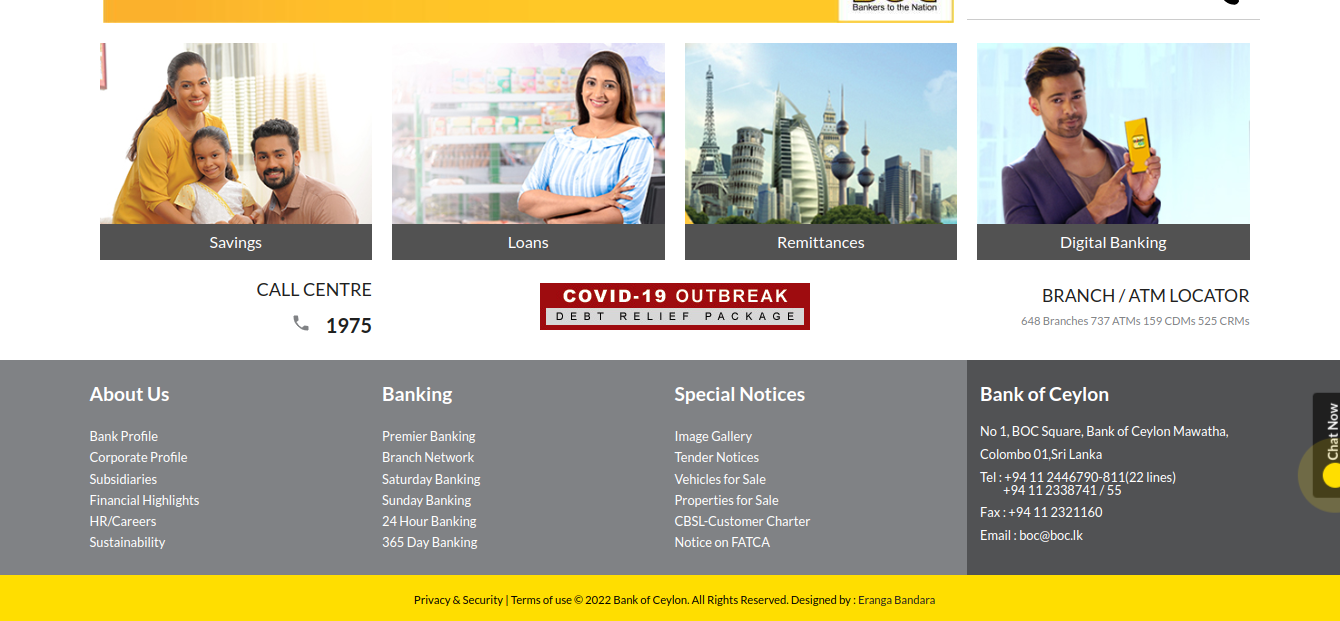 Bankers to the Nation
Savings
Loans
Remittances
Digital Banking
CALL CENTRE
1975
COVID-19 OUTBREAK
DEBT RELIEF PACKAGE
BRANCH / ATM LOCATOR
648 Branches 737 ATMs 159 CDMs 525 CRMs
About Us
Bank Profile
Corporate Profile
Subsidiaries
Financial Highlights
HR/Careers
Sustainability
Banking
Premier Banking
Branch Network
Saturday Banking
Sunday Banking
24 Hour Banking
365 Day Banking
Special Notices
Image Gallery
Tender Notices
Vehicles for Sale
Properties for Sale
CBSL-Customer Charter
Notice on FATCA
Bank of Ceylon
No 1, BOC Square, Bank of Ceylon Mawatha,
Colombo 01,Sri Lanka
Tel : +94 11 2446790-811(22 lines)
+94 11 2338741 / 55
Fax : +94 11 2321160
Email : boc@boc.lk
Chat Now
Privacy & Security | Terms of use © 2022 Bank of Ceylon. All Rights Reserved. Designed by : Eranga Bandara